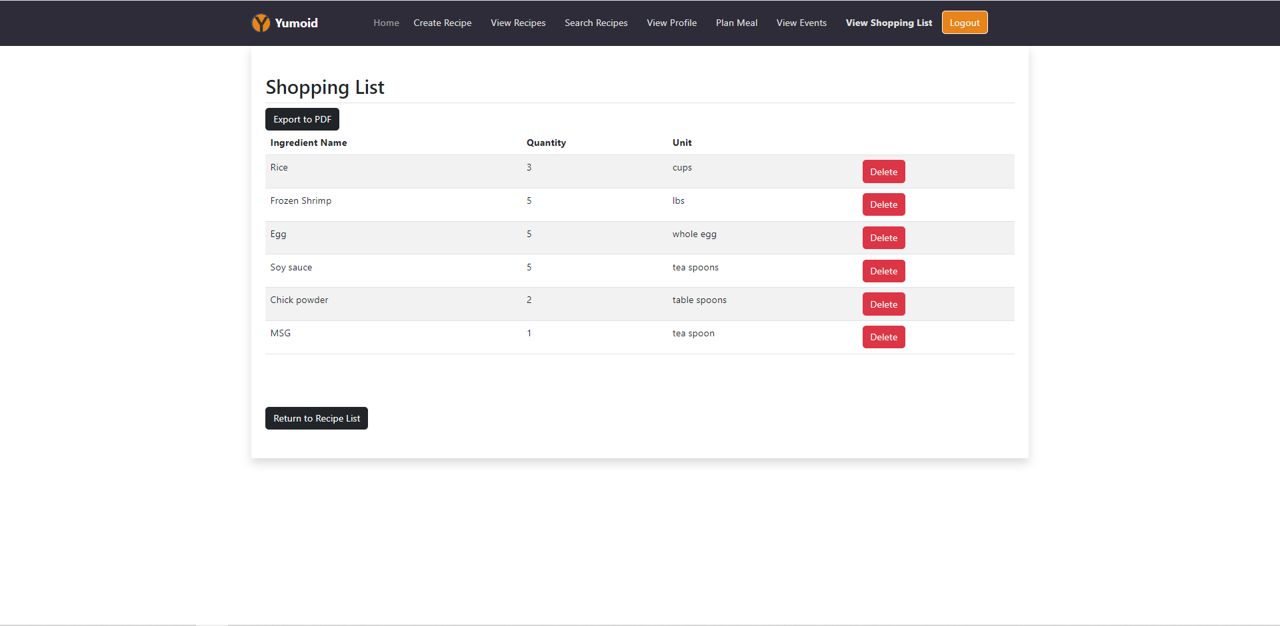 Yumoid Home Create Recipe View Recipes Search Recipes View Profile Plan Meal View Events View Shopping List Logout
Shopping List
Export to PDF
Ingredient Name Quantity Unit
Rice 3 cups Delete
Frozen Shrimp 5 lbs Delete
Egg 5 whole egg Delete
Soy sauce 5 tea spoons Delete
Chick powder 2 table spoons Delete
MSG 1 tea spoon Delete
Return to Recipe List